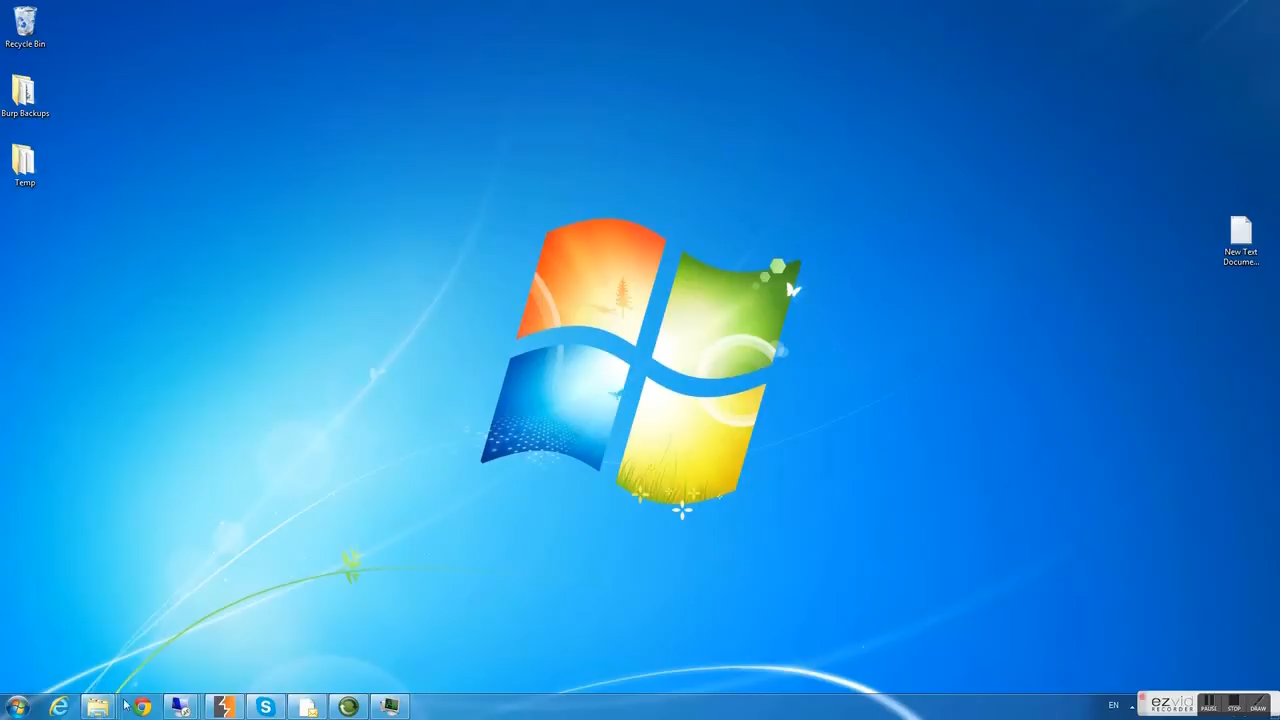 Recycle Bin
Burp Backups
Temp
New Text
Docume...
EN
ezvid
RECORDER
PAUSE
STOP
DRAW